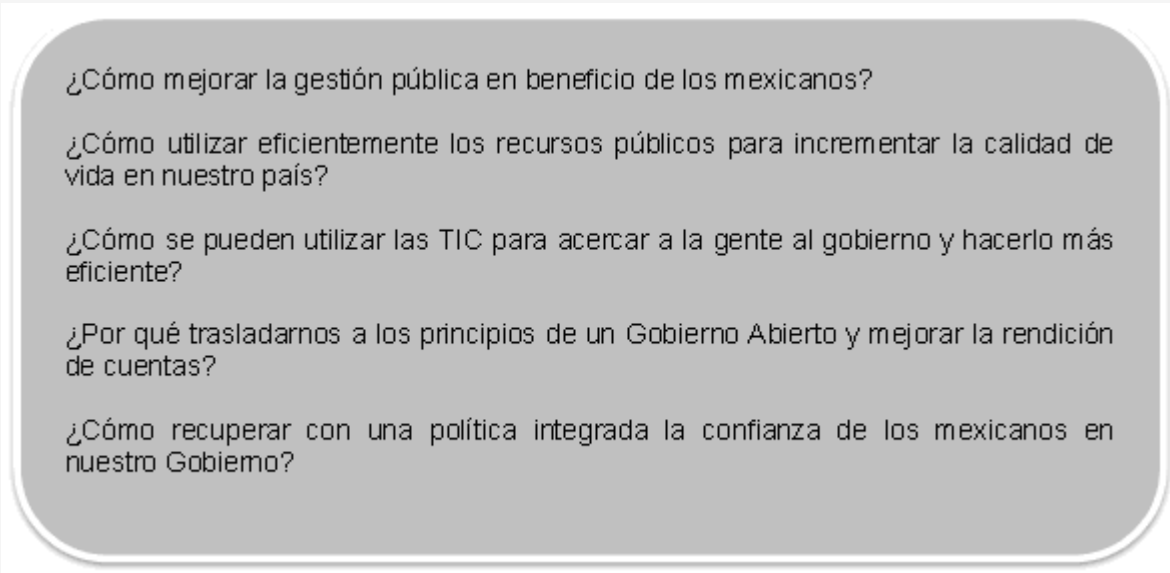 ¿Cómo mejorar la gestión pública en beneficio de los mexicanos?
¿Cómo utilizar eficientemente los recursos públicos para incrementar la calidad de
vida en nuestro país?
¿Cómo se pueden utilizar las TIC para acercar a la gente al gobierno y hacerlo más
eficiente?
¿Por qué trasladarnos a los principios de un Gobierno Abierto y mejorar la rendición
de cuentas?
¿Cómo recuperar con una política integrada la confianza de los mexicanos en
nuestro Gobierno?